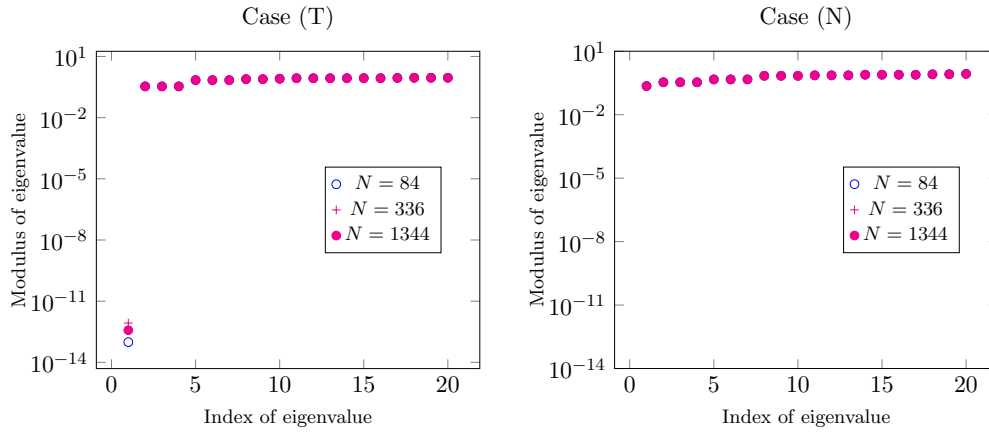 Case (T)
Modulus of eigenvalue
10^1
10^{-2}
10^{-5}
10^{-8}
10^{-11}
10^{-14}
N = 84
N = 336
N = 1344
0 5 10 15 20
Index of eigenvalue
Case (N)
Modulus of eigenvalue
10^1
10^{-2}
10^{-5}
10^{-8}
10^{-11}
10^{-14}
N = 84
N = 336
N = 1344
0 5 10 15 20
Index of eigenvalue